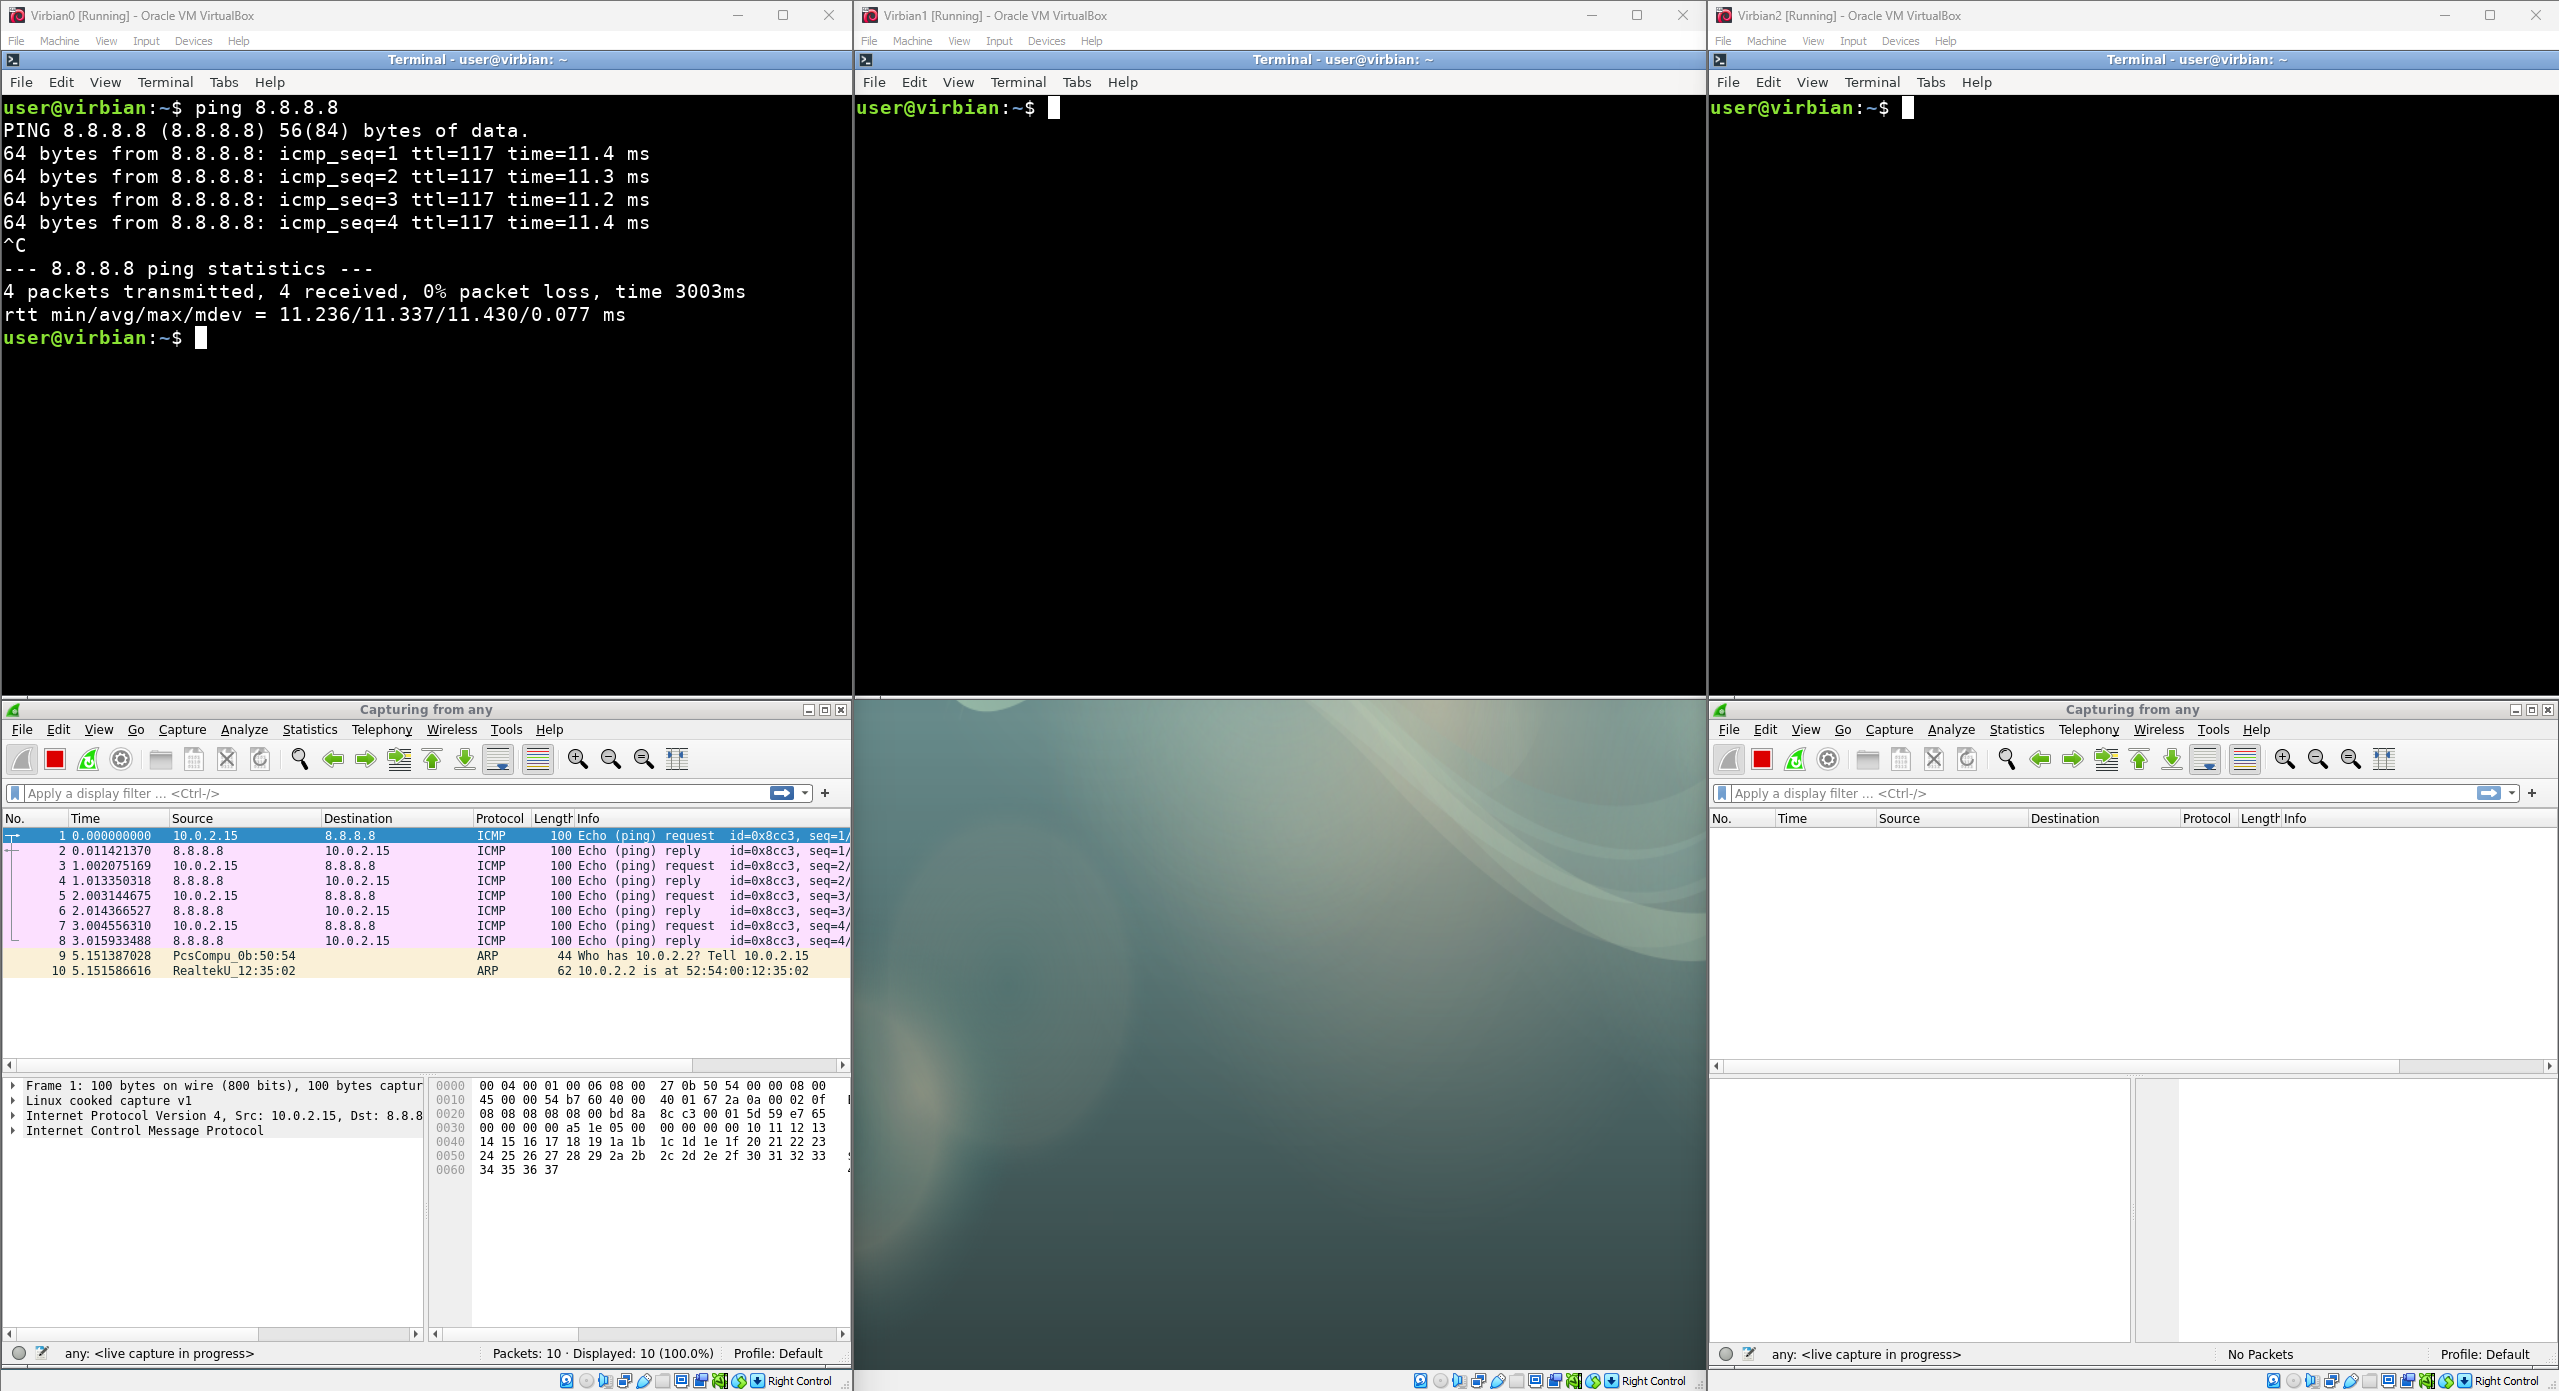 Virbian0 [Running] - Oracle VM VirtualBox
File Machine View Input Devices Help
Terminal - user@virbian: ~
File Edit View Terminal Tabs Help
user@virbian:~$ ping 8.8.8.8
PING 8.8.8.8 (8.8.8.8) 56(84) bytes of data.
64 bytes from 8.8.8.8: icmp_seq=1 ttl=117 time=11.4 ms
64 bytes from 8.8.8.8: icmp_seq=2 ttl=117 time=11.3 ms
64 bytes from 8.8.8.8: icmp_seq=3 ttl=117 time=11.2 ms
64 bytes from 8.8.8.8: icmp_seq=4 ttl=117 time=11.4 ms
^C
--- 8.8.8.8 ping statistics ---
4 packets transmitted, 4 received, 0% packet loss, time 3003ms
rtt min/avg/max/mdev = 11.236/11.337/11.430/0.077 ms
user@virbian:~$
Capturing from any
File Edit View Go Capture Analyze Statistics Telephony Wireless Tools Help
Apply a display filter ... <Ctrl-/>
No. Time Source Destination Protocol Length Info
1 0.000000000 10.0.2.15 8.8.8.8 ICMP 100 Echo (ping) request id=0x8cc3, seq=1/
2 0.011421370 8.8.8.8 10.0.2.15 ICMP 100 Echo (ping) reply id=0x8cc3, seq=1/
3 1.002075169 10.0.2.15 8.8.8.8 ICMP 100 Echo (ping) request id=0x8cc3, seq=2/
4 1.013350318 8.8.8.8 10.0.2.15 ICMP 100 Echo (ping) reply id=0x8cc3, seq=2/
5 2.003144675 10.0.2.15 8.8.8.8 ICMP 100 Echo (ping) request id=0x8cc3, seq=3/
6 2.014366527 8.8.8.8 10.0.2.15 ICMP 100 Echo (ping) reply id=0x8cc3, seq=3/
7 3.004556310 10.0.2.15 8.8.8.8 ICMP 100 Echo (ping) request id=0x8cc3, seq=4/
8 3.015933488 8.8.8.8 10.0.2.15 ICMP 100 Echo (ping) reply id=0x8cc3, seq=4/
9 5.151387028 PcsCompu_0b:50:54 ARP 44 Who has 10.0.2.2? Tell 10.0.2.15
10 5.151586616 RealtekU_12:35:02 ARP 62 10.0.2.2 is at 52:54:00:12:35:02
Frame 1: 100 bytes on wire (800 bits), 100 bytes captur
Linux cooked capture v1
Internet Protocol Version 4, Src: 10.0.2.15, Dst: 8.8.8
Internet Control Message Protocol
0000 00 04 00 01 00 06 08 00 27 0b 50 54 00 00 08 00
0010 45 00 00 54 b7 60 40 00 40 01 67 2a 0a 00 02 0f
0020 08 08 08 08 08 00 bd 8a 8c c3 00 01 5d 59 e7 65
0030 00 00 00 00 a5 1e 05 00 00 00 00 00 10 11 12 13
0040 14 15 16 17 18 19 1a 1b 1c 1d 1e 1f 20 21 22 23
0050 24 25 26 27 28 29 2a 2b 2c 2d 2e 2f 30 31 32 33
0060 34 35 36 37
any: <live capture in progress> Packets: 10 · Displayed: 10 (100.0%) Profile: Default
Right Control
Virbian1 [Running] - Oracle VM VirtualBox
File Machine View Input Devices Help
Terminal - user@virbian: ~
File Edit View Terminal Tabs Help
user@virbian:~$
Right Control
Virbian2 [Running] - Oracle VM VirtualBox
File Machine View Input Devices Help
Terminal - user@virbian: ~
File Edit View Terminal Tabs Help
user@virbian:~$
Capturing from any
File Edit View Go Capture Analyze Statistics Telephony Wireless Tools Help
Apply a display filter ... <Ctrl-/>
No. Time Source Destination Protocol Length Info
any: <live capture in progress> No Packets Profile: Default
Right Control